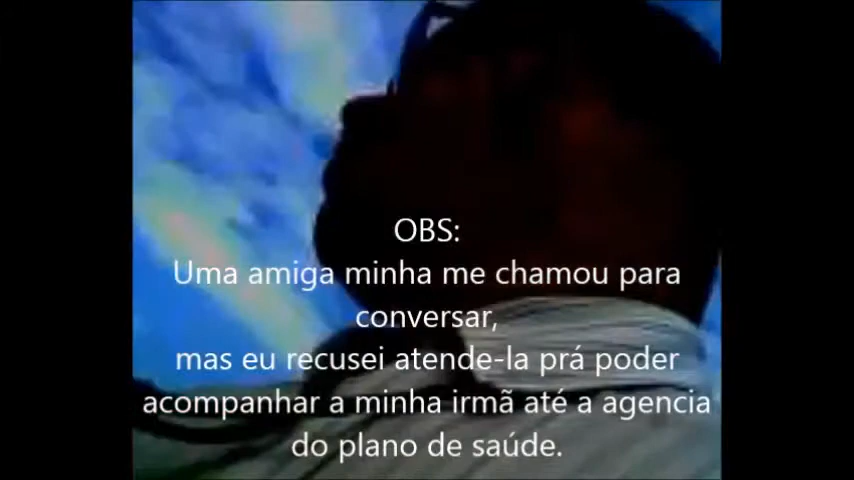 OBS:
Uma amiga minha me chamou para
conversar,
mas eu recusei atende-la prá poder
acompanhar a minha irmã até a agencia
do plano de saúde.